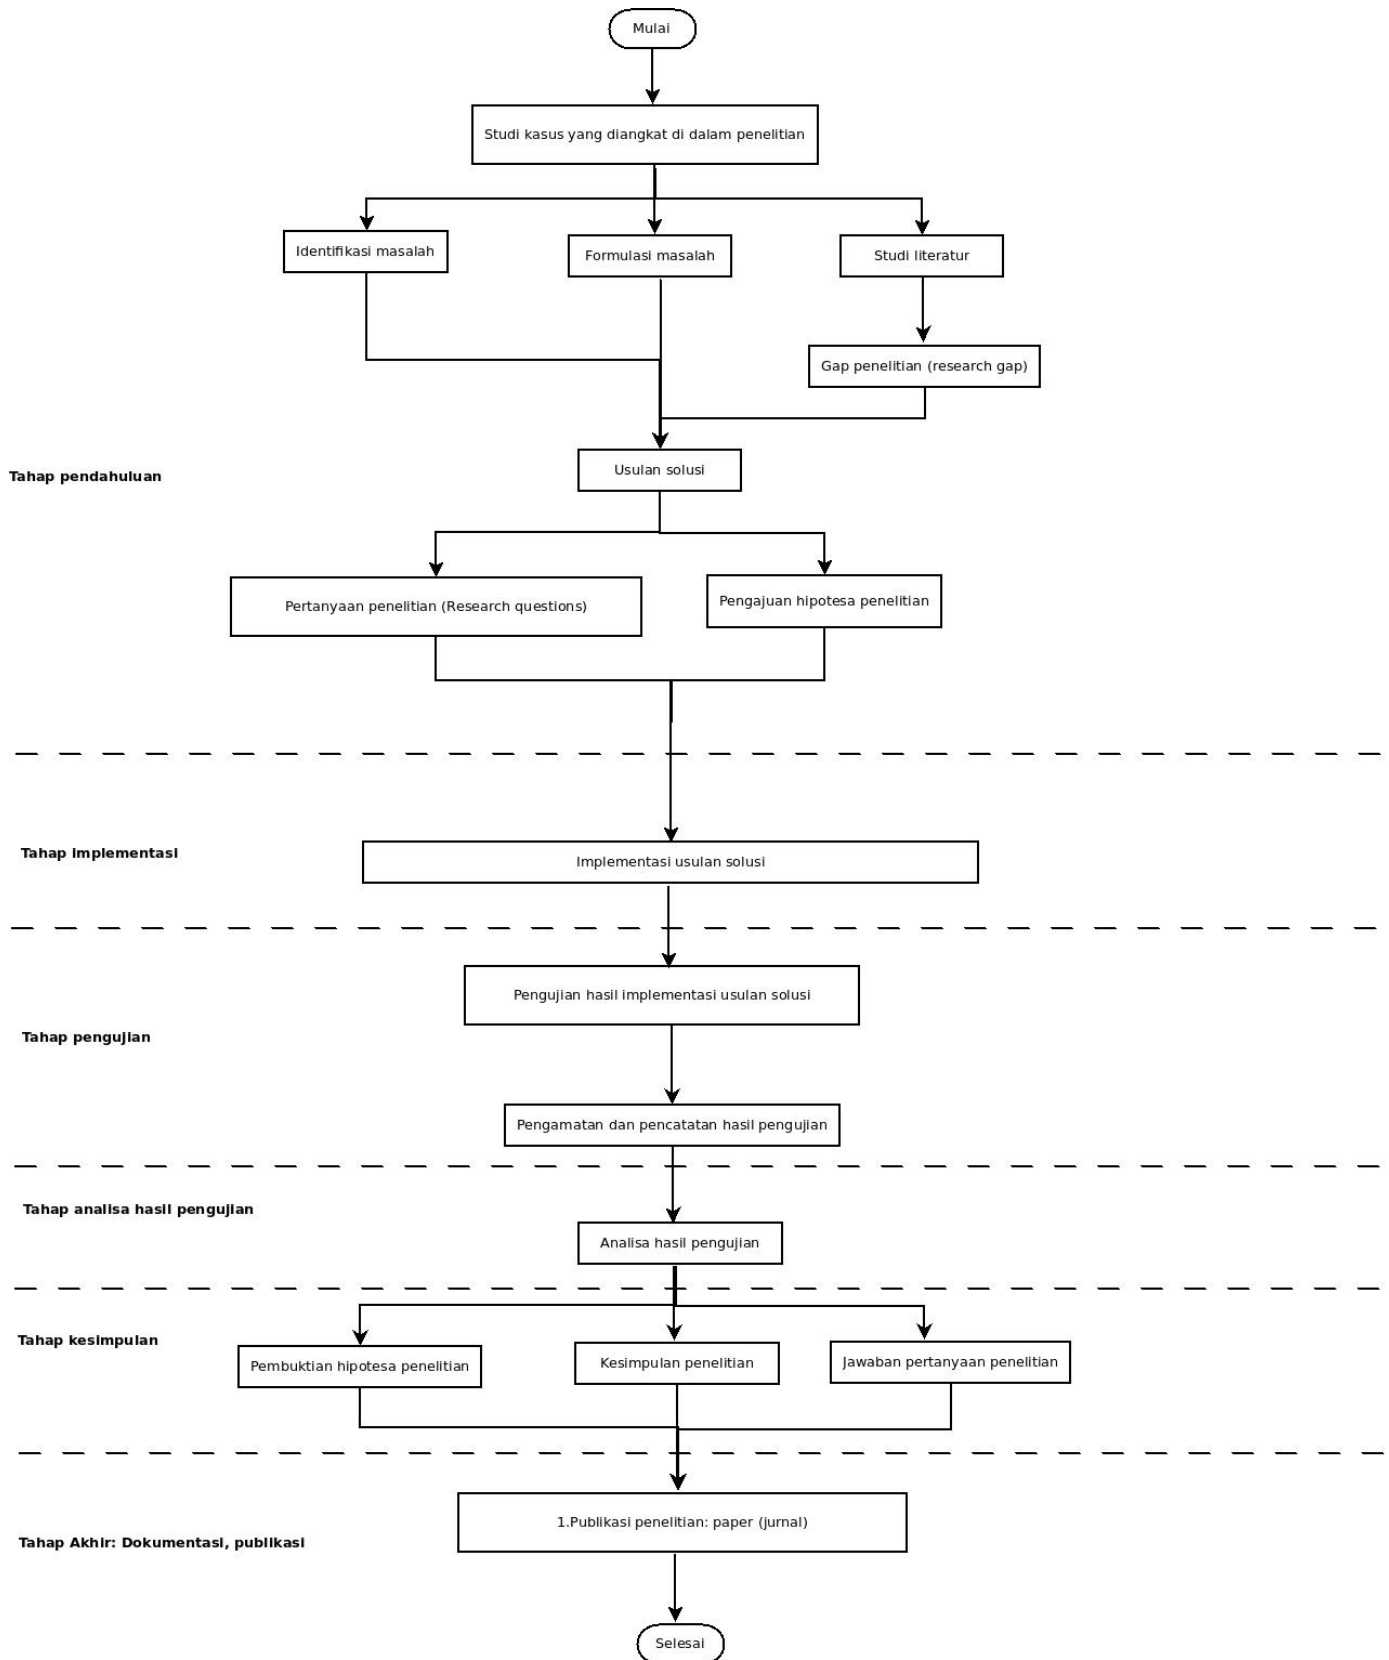 Mulai
Studi kasus yang diangkat di dalam penelitian
Identifikasi masalah
Formulasi masalah
Studi literatur
Gap penelitian (research gap)
Usulan solusi
Tahap pendahuluan
Pertanyaan penelitian (Research questions)
Pengajuan hipotesa penelitian
Tahap implementasi
Implementasi usulan solusi
Pengujian hasil implementasi usulan solusi
Tahap pengujian
Pengamatan dan pencatatan hasil pengujian
Tahap analisa hasil pengujian
Analisa hasil pengujian
Tahap kesimpulan
Pembuktian hipotesa penelitian
Kesimpulan penelitian
Jawaban pertanyaan penelitian
1.Publikasi penelitian: paper (jurnal)
Tahap Akhir: Dokumentasi, publikasi
Selesai